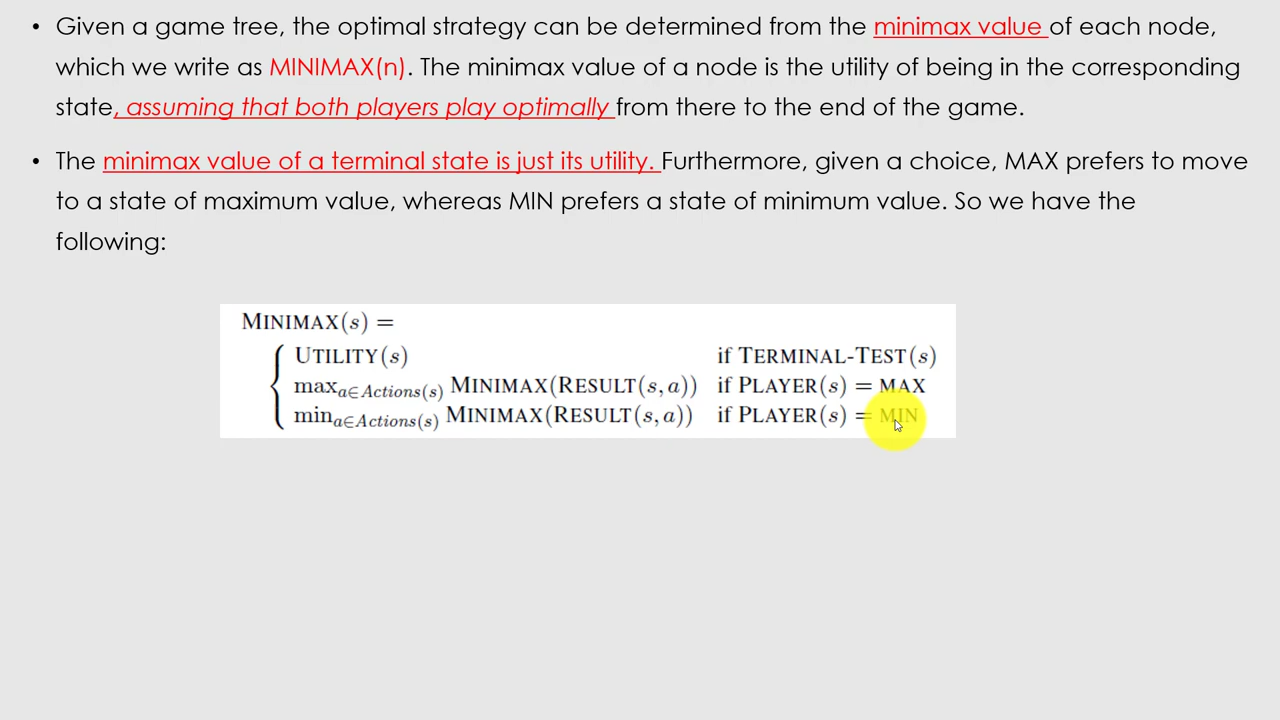 • Given a game tree, the optimal strategy can be determined from the minimax value of each node,
which we write as MINIMAX(n). The minimax value of a node is the utility of being in the corresponding
state, assuming that both players play optimally from there to the end of the game.
• The minimax value of a terminal state is just its utility. Furthermore, given a choice, MAX prefers to move
to a state of maximum value, whereas MIN prefers a state of minimum value. So we have the
following:
MINIMAX(s) =
UTILITY(s) if TERMINAL-TEST(s)
max a∈Actions(s) MINIMAX(RESULT(s, a)) if PLAYER(s) = MAX
min a∈Actions(s) MINIMAX(RESULT(s, a)) if PLAYER(s) = MIN